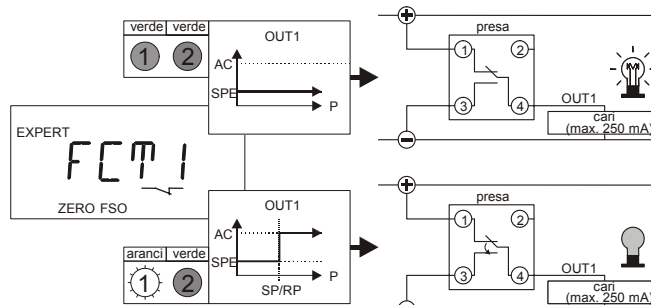 verde verde
1 2
OUT1
AC
SPE
P
+
presa
1 2
3 4
OUT1
cari
(max. 250 mA)
−
EXPERT
FCT1
ZERO FSO
aranci verde
1 2
OUT1
AC
SPE
P
SP/RP
+
presa
1 2
3 4
OUT1
cari
(max. 250 mA)